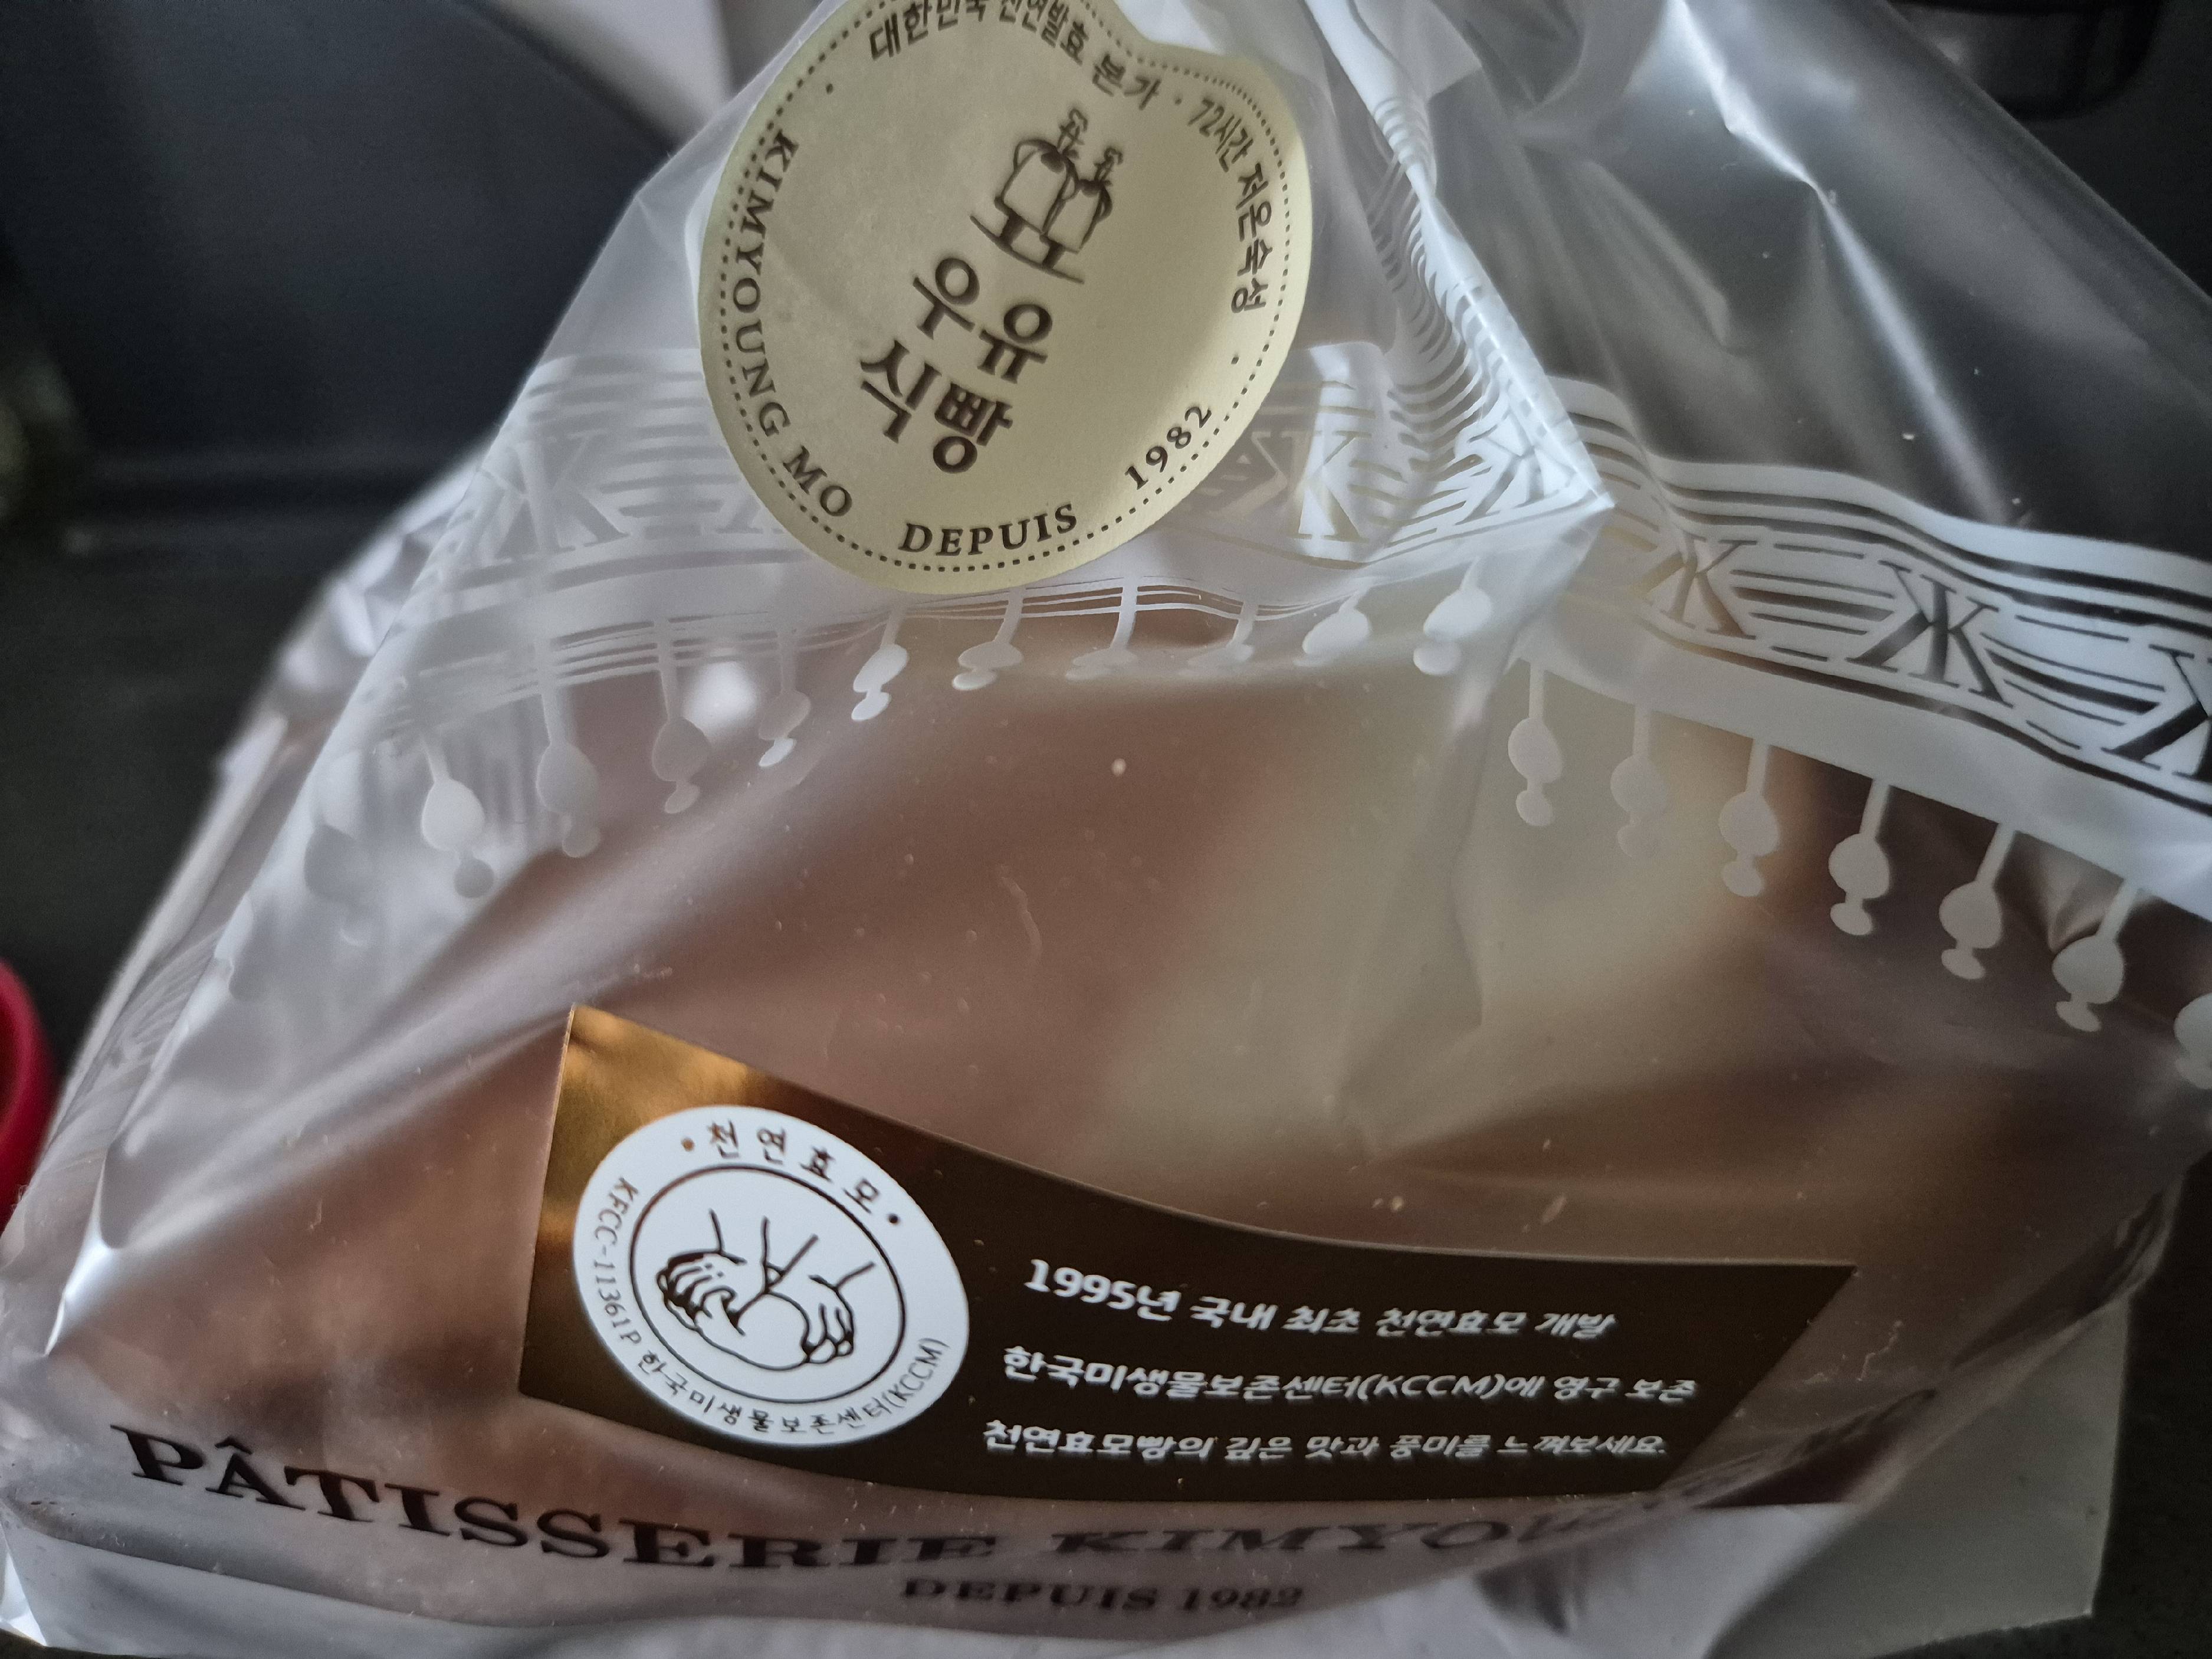 대한민국 천연발효 본가 · 72시간 저온숙성 ·
우유
식빵
KIMYOUNG MO DEPUIS 1982
· 천연효모 ·
KFCC-11361P 한국미생물보존센터(KCCM)
1995년 국내 최초 천연효모 개발
한국미생물보존센터(KCCM)에 영구 보존
천연효모빵의 깊은 맛과 풍미를 느껴보세요.
PÂTISSERIE
DEPUIS 1982